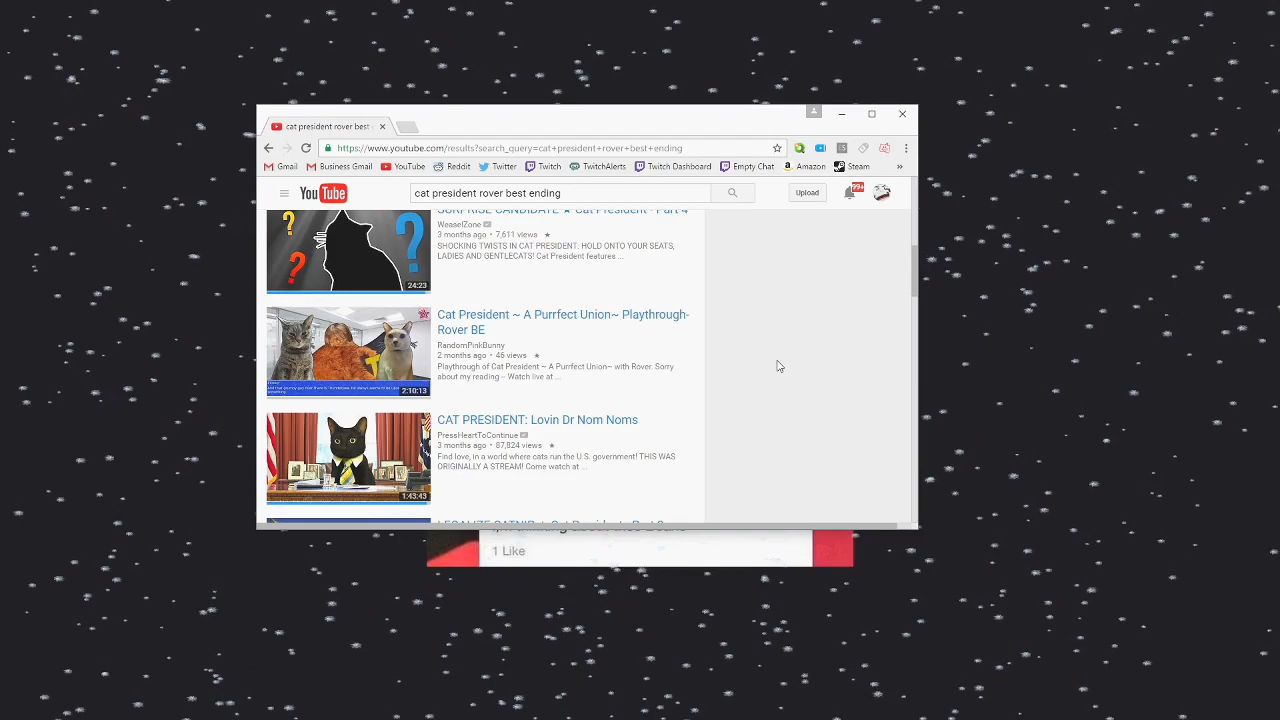 cat president rover best
https://www.youtube.com/results?search_query=cat+president+rover+best+ending
Gmail Business Gmail YouTube Reddit Twitter Twitch TwitchAlerts Twitch Dashboard Empty Chat Amazon Steam »
YouTube cat president rover best ending Upload 99+
SURPRISE CANDIDATE ★ Cat President - Part 4
WeaselZone
3 months ago • 7,611 views ★
SHOCKING TWISTS IN CAT PRESIDENT: HOLD ONTO YOUR SEATS,
LADIES AND GENTLECATS! Cat President features ...
? ? ?
24:23
Cat President ~ A Purrfect Union~ Playthrough-
Rover BE
RandomPinkBunny
2 months ago • 46 views ★
Playthrough of Cat President ~ A Purrfect Union~ with Rover. Sorry
about my reading -- Watch live at ...
T
2:10:13
CAT PRESIDENT: Lovin Dr Nom Noms
PressHeartToContinue
3 months ago • 87,824 views ★
Find love, in a world where cats run the U.S. government! THIS WAS
ORIGINALLY A STREAM! Come watch at ...
1:43:43
1 Like